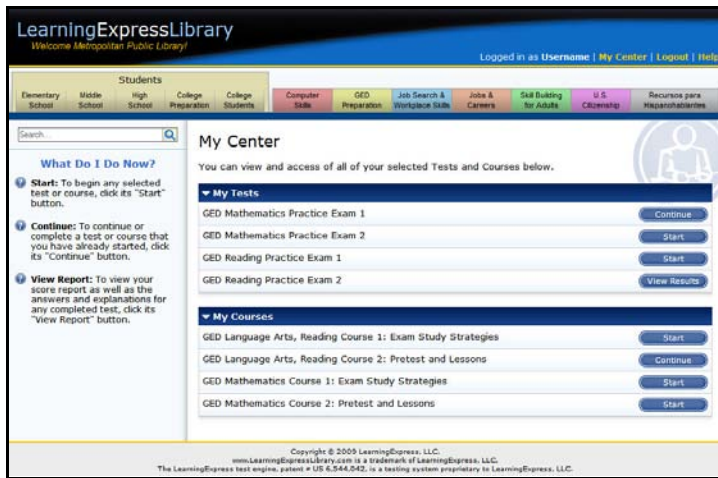 LearningExpressLibrary
Welcome Metropolitan Public Library!
Logged in as Username | My Center | Logout | Help
Students
Elementary School
Middle School
High School
College Preparation
College Students
Computer Skills
GED Preparation
Job Search & Workplace Skills
Jobs & Careers
Skill Building for Adults
U.S. Citizenship
Recursos para Hispanohablantes
Search...
What Do I Do Now?
Start: To begin any selected
test or course, click its "Start"
button.
Continue: To continue or
complete a test or course that
you have already started, click
its "Continue" button.
View Report: To view your
score report as well as the
answers and explanations for
any completed test, click its
"View Report" button.
My Center
You can view and access of all of your selected Tests and Courses below.
My Tests
GED Mathematics Practice Exam 1 Continue
GED Mathematics Practice Exam 2 Start
GED Reading Practice Exam 1 Start
GED Reading Practice Exam 2 View Results
My Courses
GED Language Arts, Reading Course 1: Exam Study Strategies Start
GED Language Arts, Reading Course 2: Pretest and Lessons Continue
GED Mathematics Course 1: Exam Study Strategies Start
GED Mathematics Course 2: Pretest and Lessons Start
Copyright © 2009 LearningExpress, LLC.
www.LearningExpressLibrary.com is a trademark of LearningExpress, LLC.
The LearningExpress test engine, patent # US 6,544,042, is a testing system proprietary to LearningExpress, LLC.